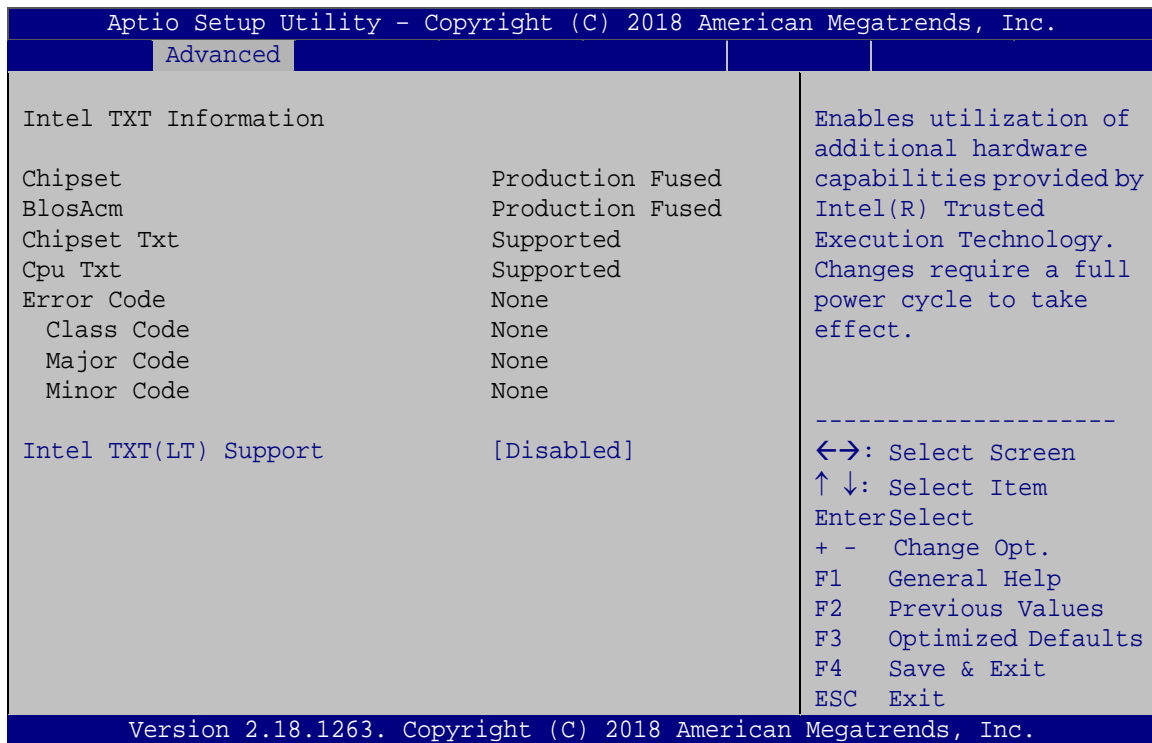 Aptio Setup Utility – Copyright (C) 2018 American Megatrends, Inc.
Advanced
Intel TXT Information
Chipset Production Fused
BlosAcm Production Fused
Chipset Txt Supported
Cpu Txt Supported
Error Code None
Class Code None
Major Code None
Minor Code None
Intel TXT(LT) Support [Disabled]
Enables utilization of
additional hardware
capabilities provided by
Intel(R) Trusted
Execution Technology.
Changes require a full
power cycle to take
effect.
---------------------
←→: Select Screen
↑ ↓: Select Item
EnterSelect
+ - Change Opt.
F1 General Help
F2 Previous Values
F3 Optimized Defaults
F4 Save & Exit
ESC Exit
Version 2.18.1263. Copyright (C) 2018 American Megatrends, Inc.